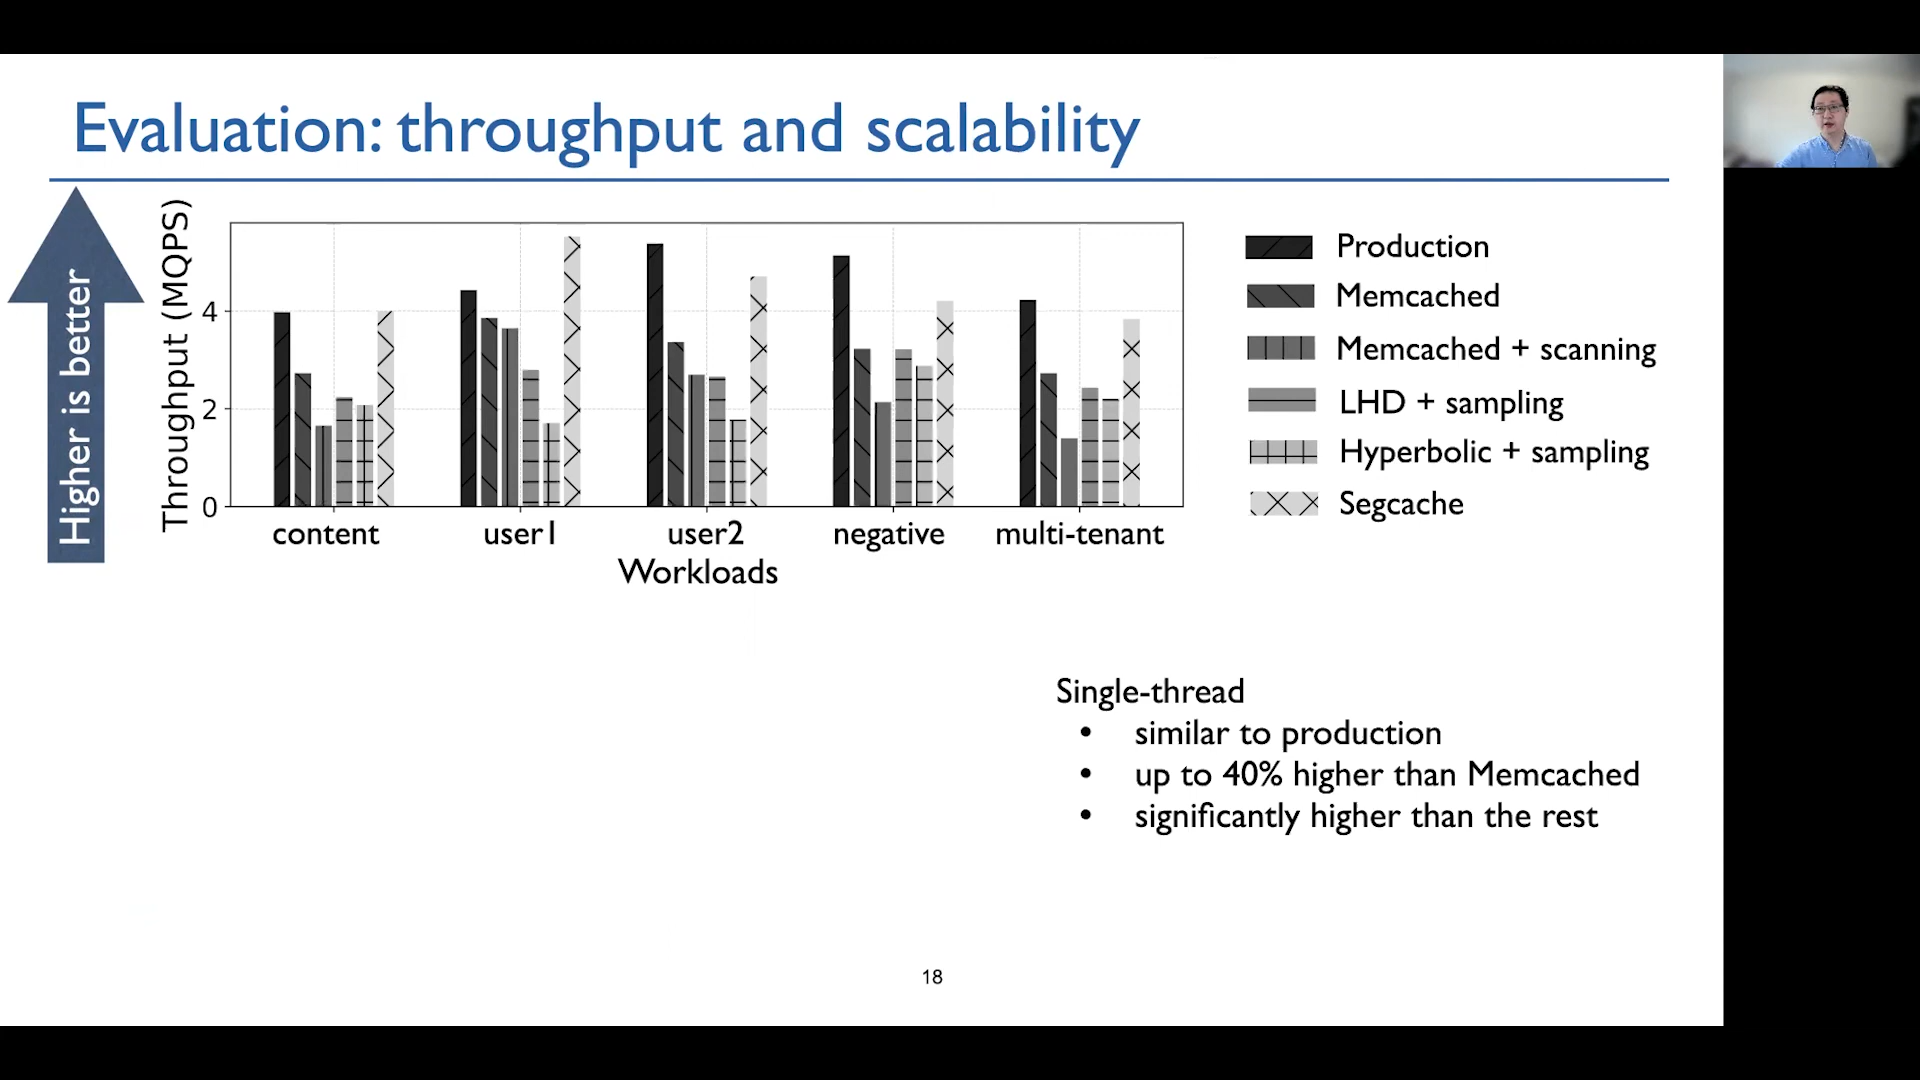 Evaluation: throughput and scalability
Higher is better
Throughput (MQPS)
4
2
0
content user1 user2 negative multi-tenant
Workloads
Production
Memcached
Memcached + scanning
LHD + sampling
Hyperbolic + sampling
Segcache
Single-thread
• similar to production
• up to 40% higher than Memcached
• significantly higher than the rest
18